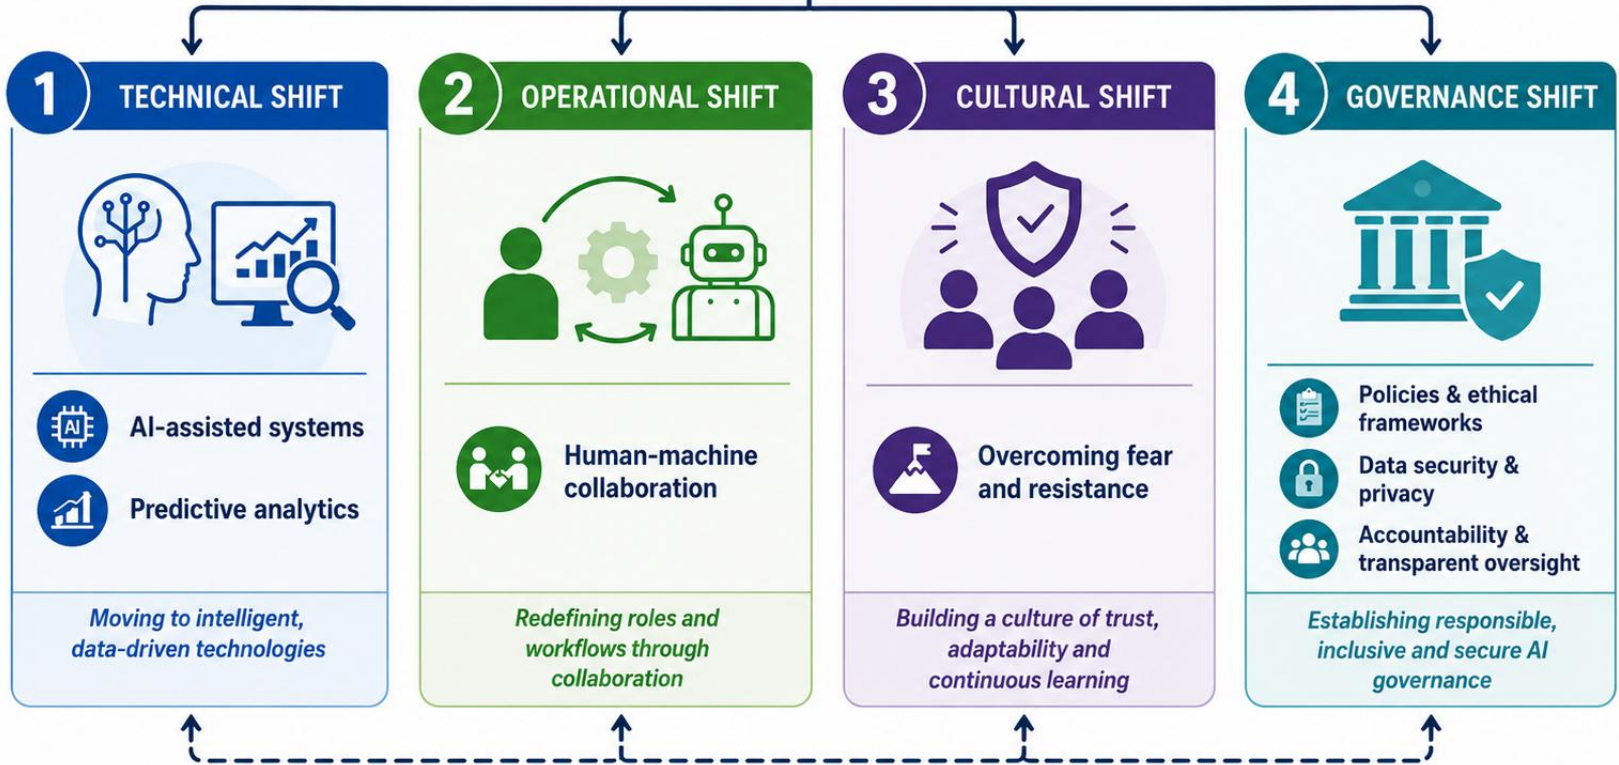 1 TECHNICAL SHIFT
AI
AI-assisted systems
Predictive analytics
Moving to intelligent,
data-driven technologies
2 OPERATIONAL SHIFT
Human-machine
collaboration
Redefining roles and
workflows through
collaboration
3 CULTURAL SHIFT
Overcoming fear
and resistance
Building a culture of trust,
adaptability and
continuous learning
4 GOVERNANCE SHIFT
Policies & ethical
frameworks
Data security &
privacy
Accountability &
transparent oversight
Establishing responsible,
inclusive and secure AI
governance